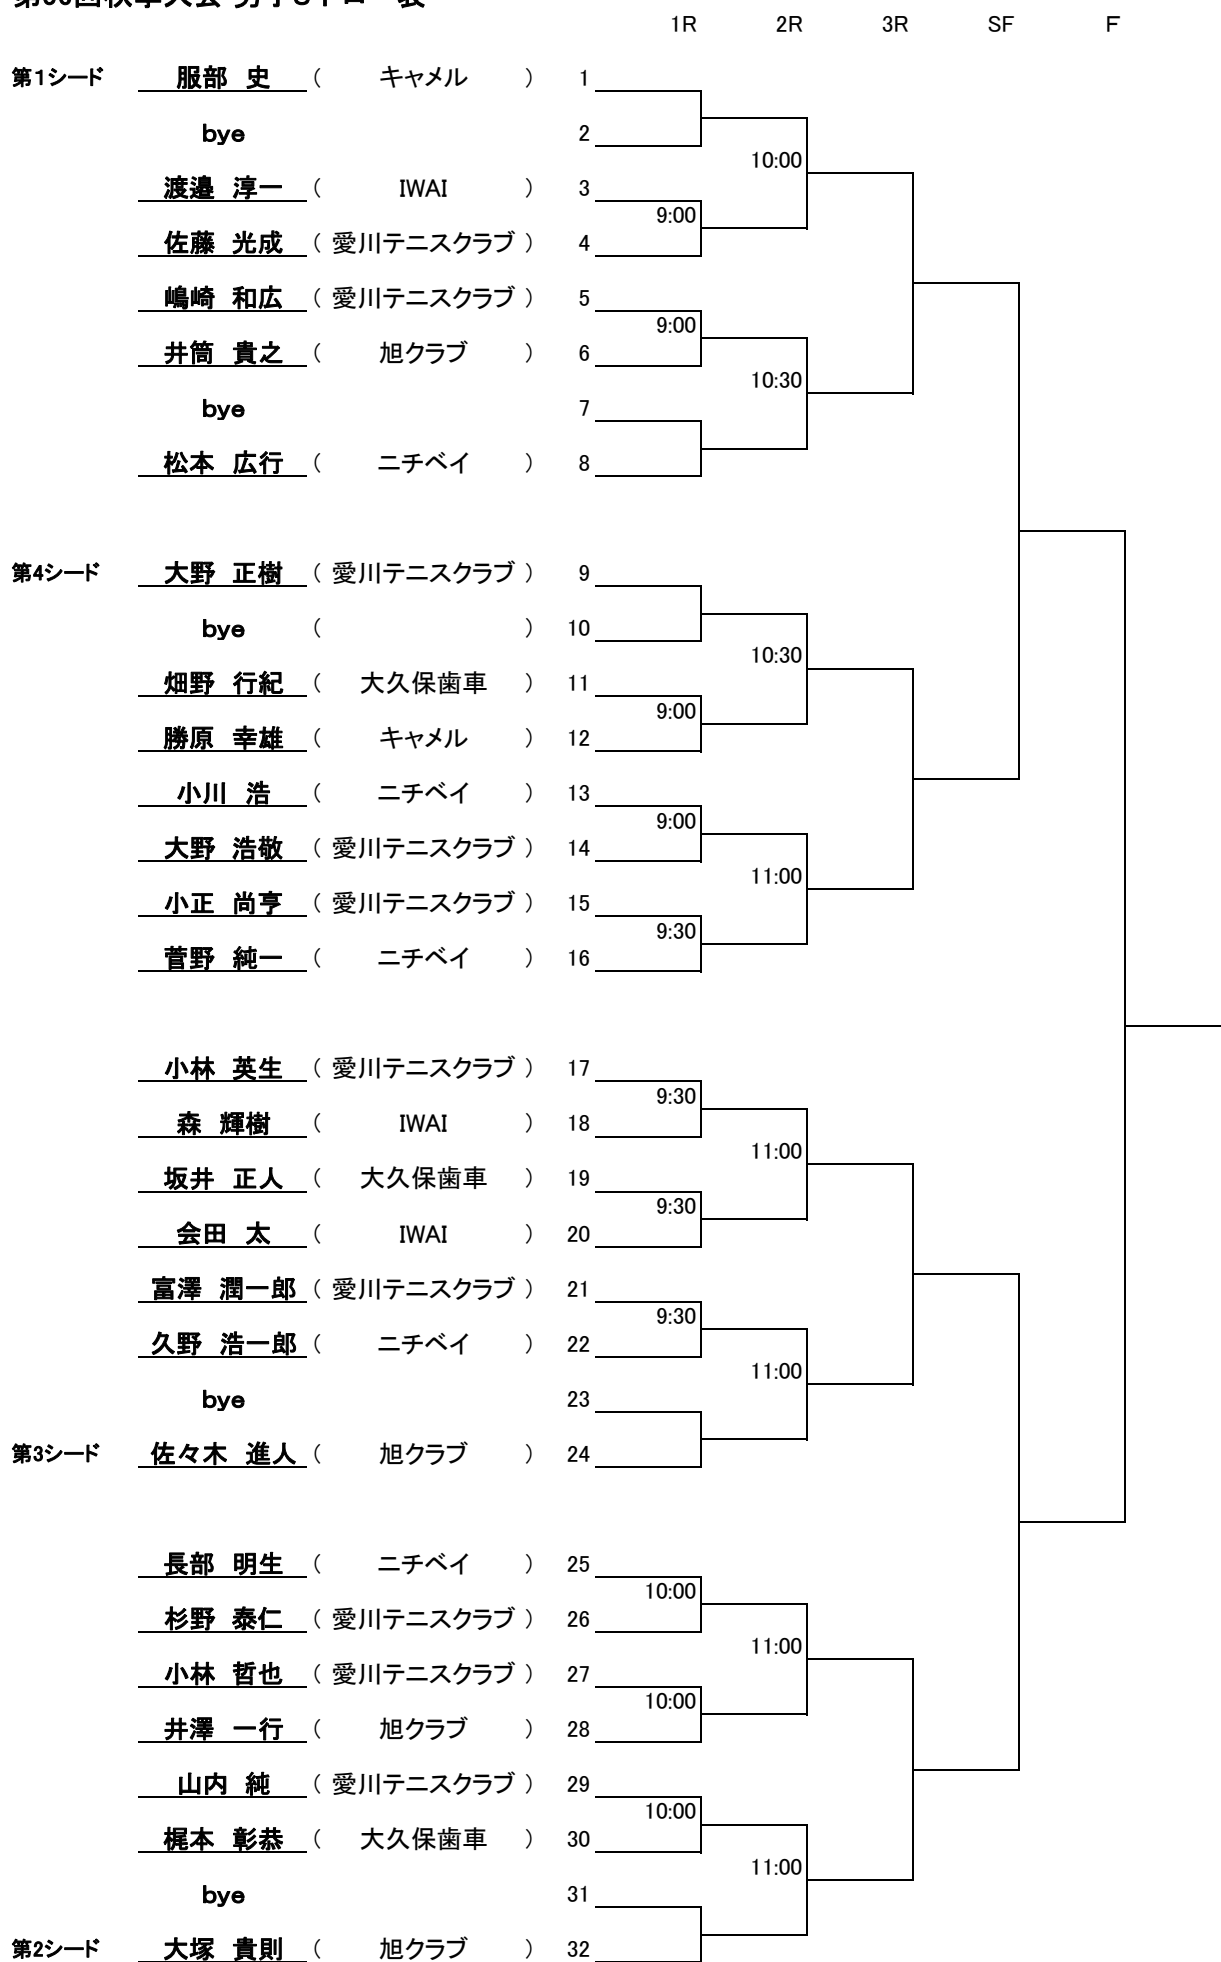 1R 2R 3R SF F
第1シード 服部 史 ( キャメル ) 1
bye 2
10:00
渡邉 淳一 ( IWAI ) 3
9:00
佐藤 光成 ( 愛川テニスクラブ ) 4
嶋崎 和広 ( 愛川テニスクラブ ) 5
9:00
井筒 貴之 ( 旭クラブ ) 6
10:30
bye 7
松本 広行 ( ニチベイ ) 8
第4シード 大野 正樹 ( 愛川テニスクラブ ) 9
bye ( ) 10
10:30
畑野 行紀 ( 大久保歯車 ) 11
9:00
勝原 幸雄 ( キャメル ) 12
小川 浩 ( ニチベイ ) 13
9:00
大野 浩敬 ( 愛川テニスクラブ ) 14
11:00
小正 尚亨 ( 愛川テニスクラブ ) 15
9:30
菅野 純一 ( ニチベイ ) 16
小林 英生 ( 愛川テニスクラブ ) 17
9:30
森 輝樹 ( IWAI ) 18
11:00
坂井 正人 ( 大久保歯車 ) 19
9:30
会田 太 ( IWAI ) 20
富澤 潤一郎 ( 愛川テニスクラブ ) 21
9:30
久野 浩一郎 ( ニチベイ ) 22
11:00
bye 23
第3シード 佐々木 進人 ( 旭クラブ ) 24
長部 明生 ( ニチベイ ) 25
10:00
杉野 泰仁 ( 愛川テニスクラブ ) 26
11:00
小林 哲也 ( 愛川テニスクラブ ) 27
10:00
井澤 一行 ( 旭クラブ ) 28
山内 純 ( 愛川テニスクラブ ) 29
10:00
梶本 彰恭 ( 大久保歯車 ) 30
11:00
bye 31
第2シード 大塚 貴則 ( 旭クラブ ) 32